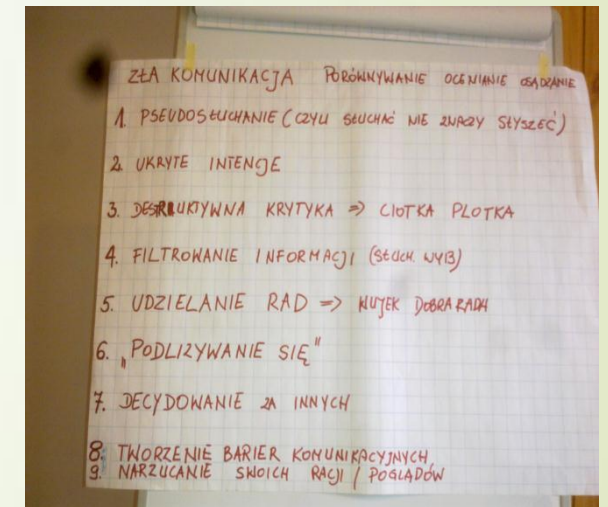 ZŁA KOMUNIKACJA PORÓWNYWANIE OCENIANIE OSĄDZANIE
1. PSEUDOSŁUCHANIE (CZYLI SŁUCHAĆ NIE ZNACZY SŁYSZEĆ)
2. UKRYTE INTENCJE
3. DESTRUKTYWNA KRYTYKA => CIOTKA PLOTKA
4. FILTROWANIE INFORMACJI (SŁUCH. WYB)
5. UDZIELANIE RAD => WUJEK DOBRA RADA
6. „PODLIZYWANIE SIĘ"
7. DECYDOWANIE ZA INNYCH
8. TWORZENIE BARIER KOMUNIKACYJNYCH
9. NARZUCANIE SWOICH RACJI / POGLĄDÓW